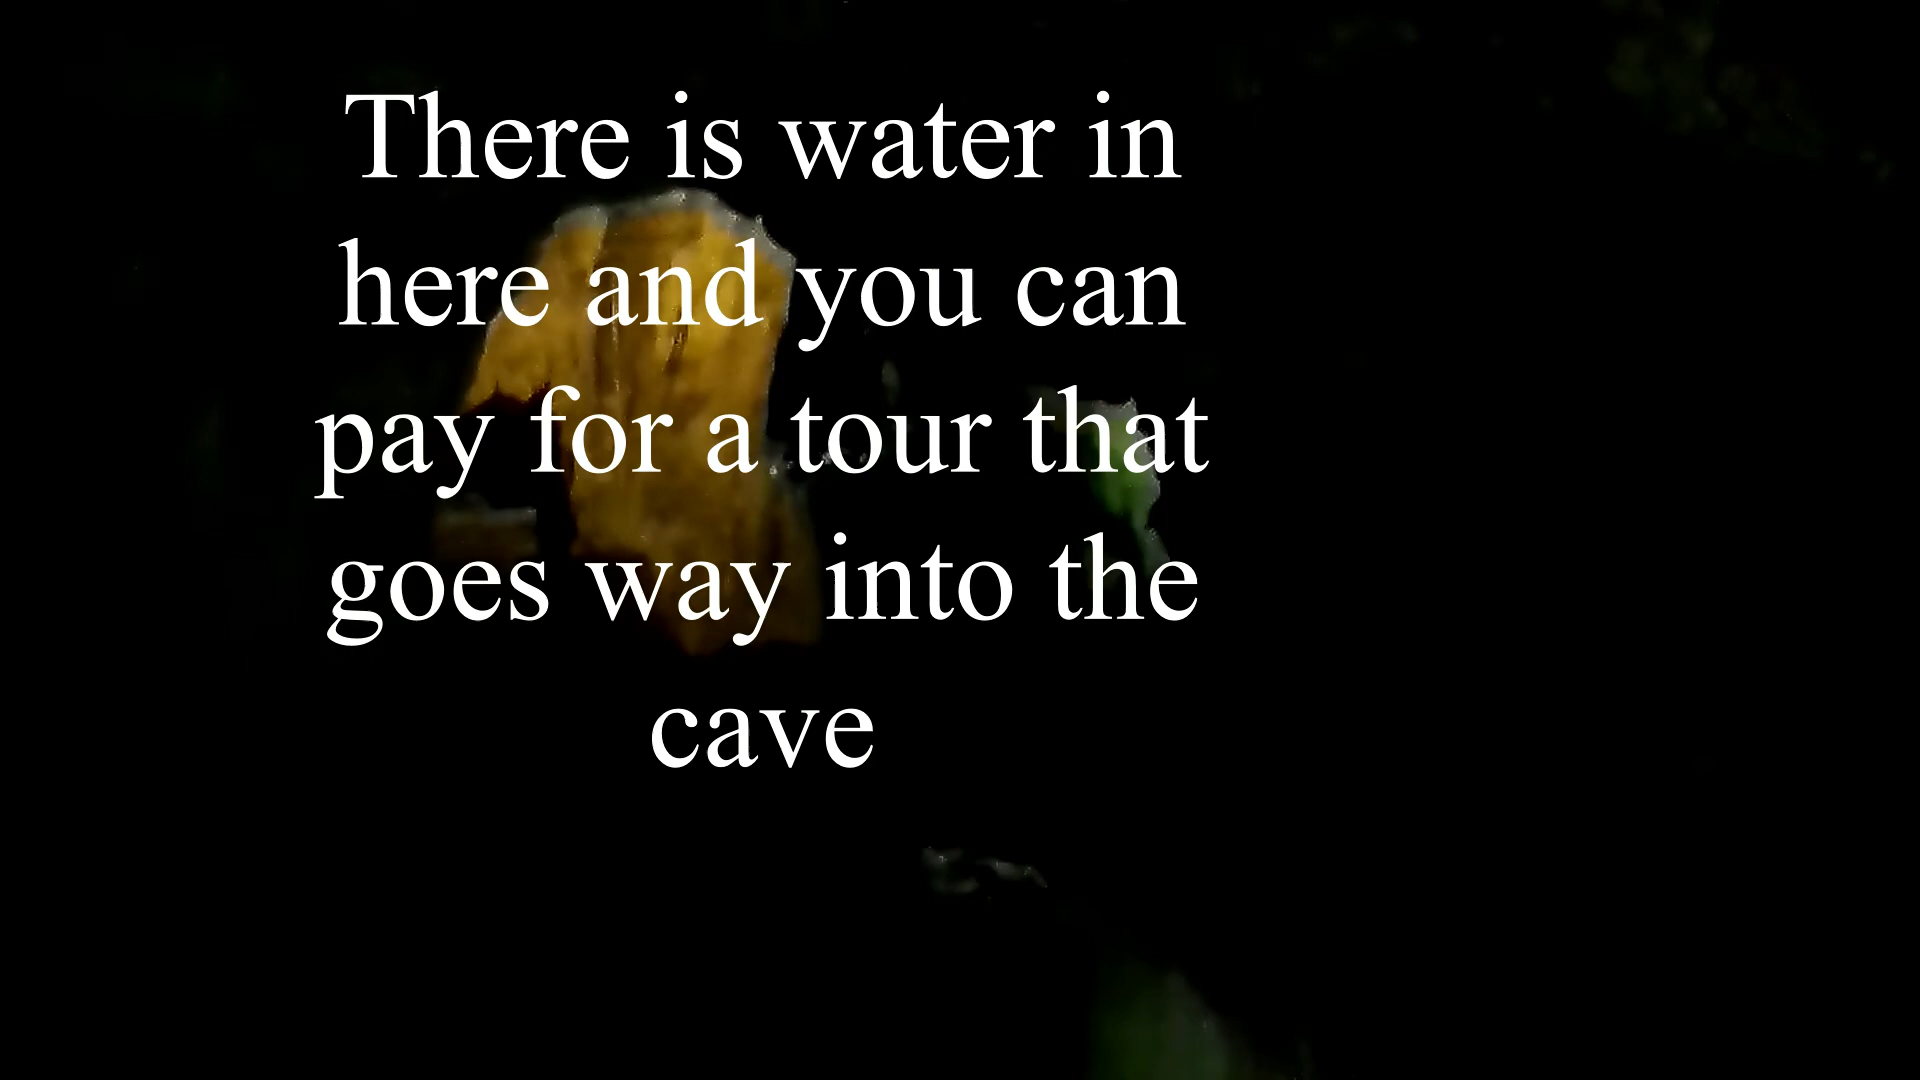 There is water in
here and you can
pay for a tour that
goes way into the
cave